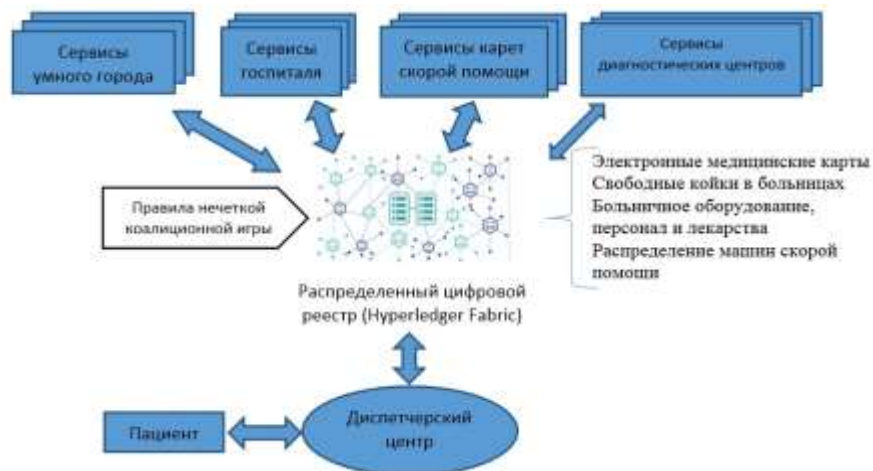 Сервисы
умного города
Сервисы
госпиталя
Сервисы карет
скорой помощи
Сервисы
диагностических центров
Правила нечеткой
коалиционной игры
Электронные медицинские карты
Свободные койки в больницах
Больничное оборудование,
персонал и лекарства
Распределение машин скорой
помощи
Распределенный цифровой
реестр (Hyperledger Fabric)
Диспетчерский
центр
Пациент